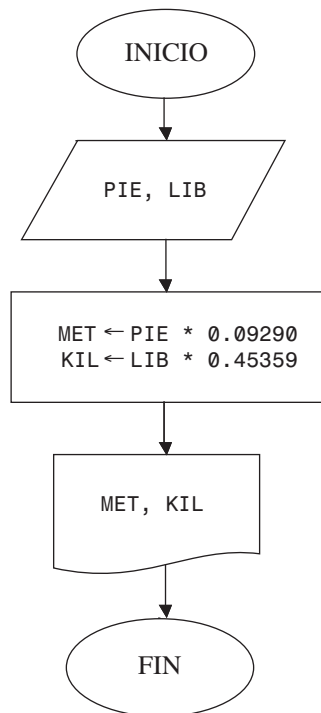 INICIO
PIE, LIB
MET ← PIE * 0.09290
KIL ← LIB * 0.45359
MET, KIL
FIN